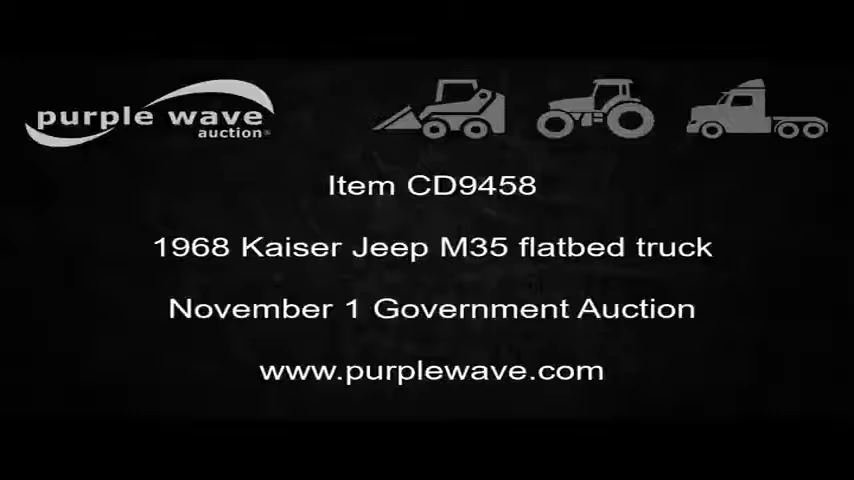 purple wave
auction®
Item CD9458
1968 Kaiser Jeep M35 flatbed truck
November 1 Government Auction
www.purplewave.com